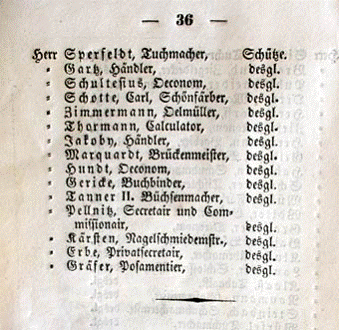 — 36 —
Herr Sperfeldt, Tuchmacher, Schütze.
" Gartz, Händler, desgl.
" Schultesius, Oeconom, desgl.
" Schotte, Carl, Schönfärber, desgl.
" Zimmermann, Oelmüller, desgl.
" Thormann, Calculator, desgl.
" Jakoby, Händler, desgl.
" Marquardt, Brückenmeister, desgl.
" Hundt, Oeconom, desgl.
" Gericke, Buchbinder, desgl.
" Tanner II. Büchsenmacher, desgl.
" Pellnitz, Secretair und Com-
missionair, desgl.
" Kärsten, Nagelschmiedemstr., desgl.
" Erbe, Privatsecretair, desgl.
" Gräfer, Posamentier, desgl.